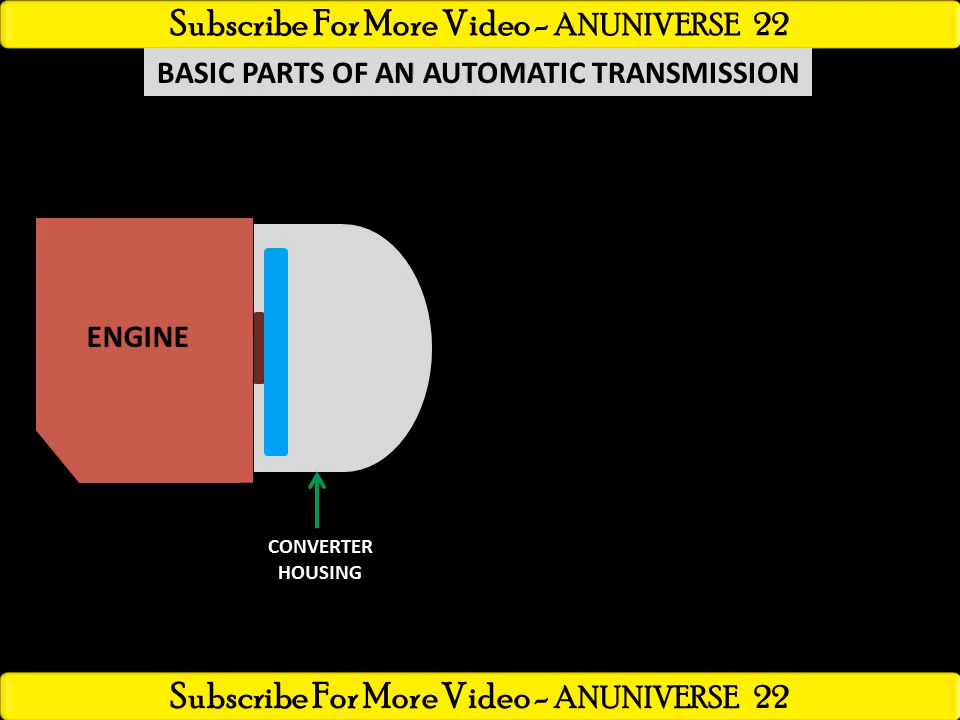 Subscribe For More Video - ANUNIVERSE 22
BASIC PARTS OF AN AUTOMATIC TRANSMISSION
ENGINE
CONVERTER
HOUSING
Subscribe For More Video - ANUNIVERSE 22